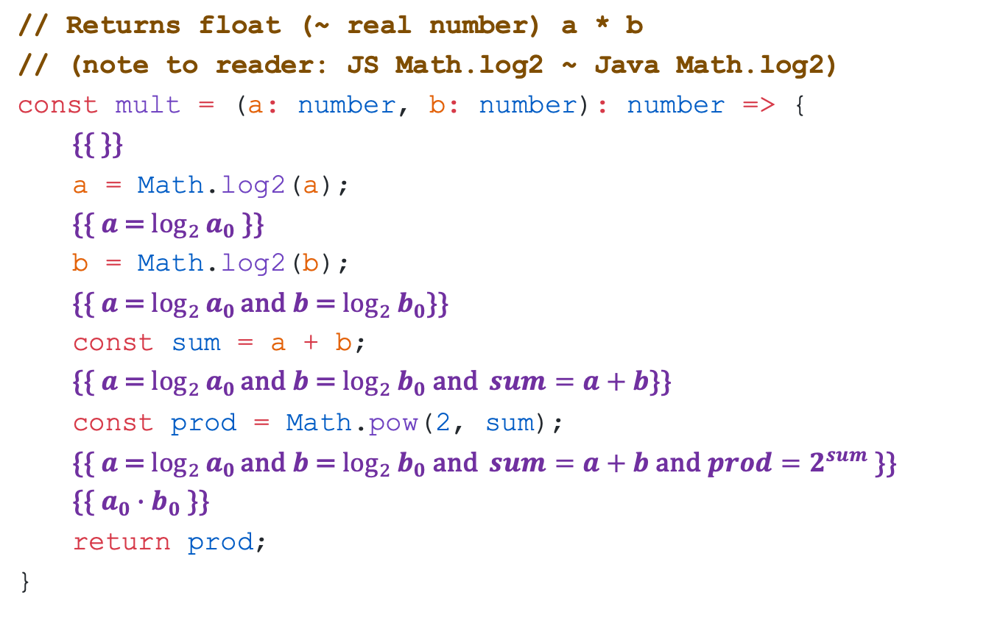 // Returns float (~ real number) a * b
// (note to reader: JS Math.log2 ~ Java Math.log2)
const mult = (a: number, b: number): number => {
{{ }}
a = Math.log2(a);
{{ a = log₂ a₀ }}
b = Math.log2(b);
{{ a = log₂ a₀ and b = log₂ b₀}}
const sum = a + b;
{{ a = log₂ a₀ and b = log₂ b₀ and sum = a + b}}
const prod = Math.pow(2, sum);
{{ a = log₂ a₀ and b = log₂ b₀ and sum = a + b and prod = 2^sum }}
{{ a₀ · b₀ }}
return prod;
}